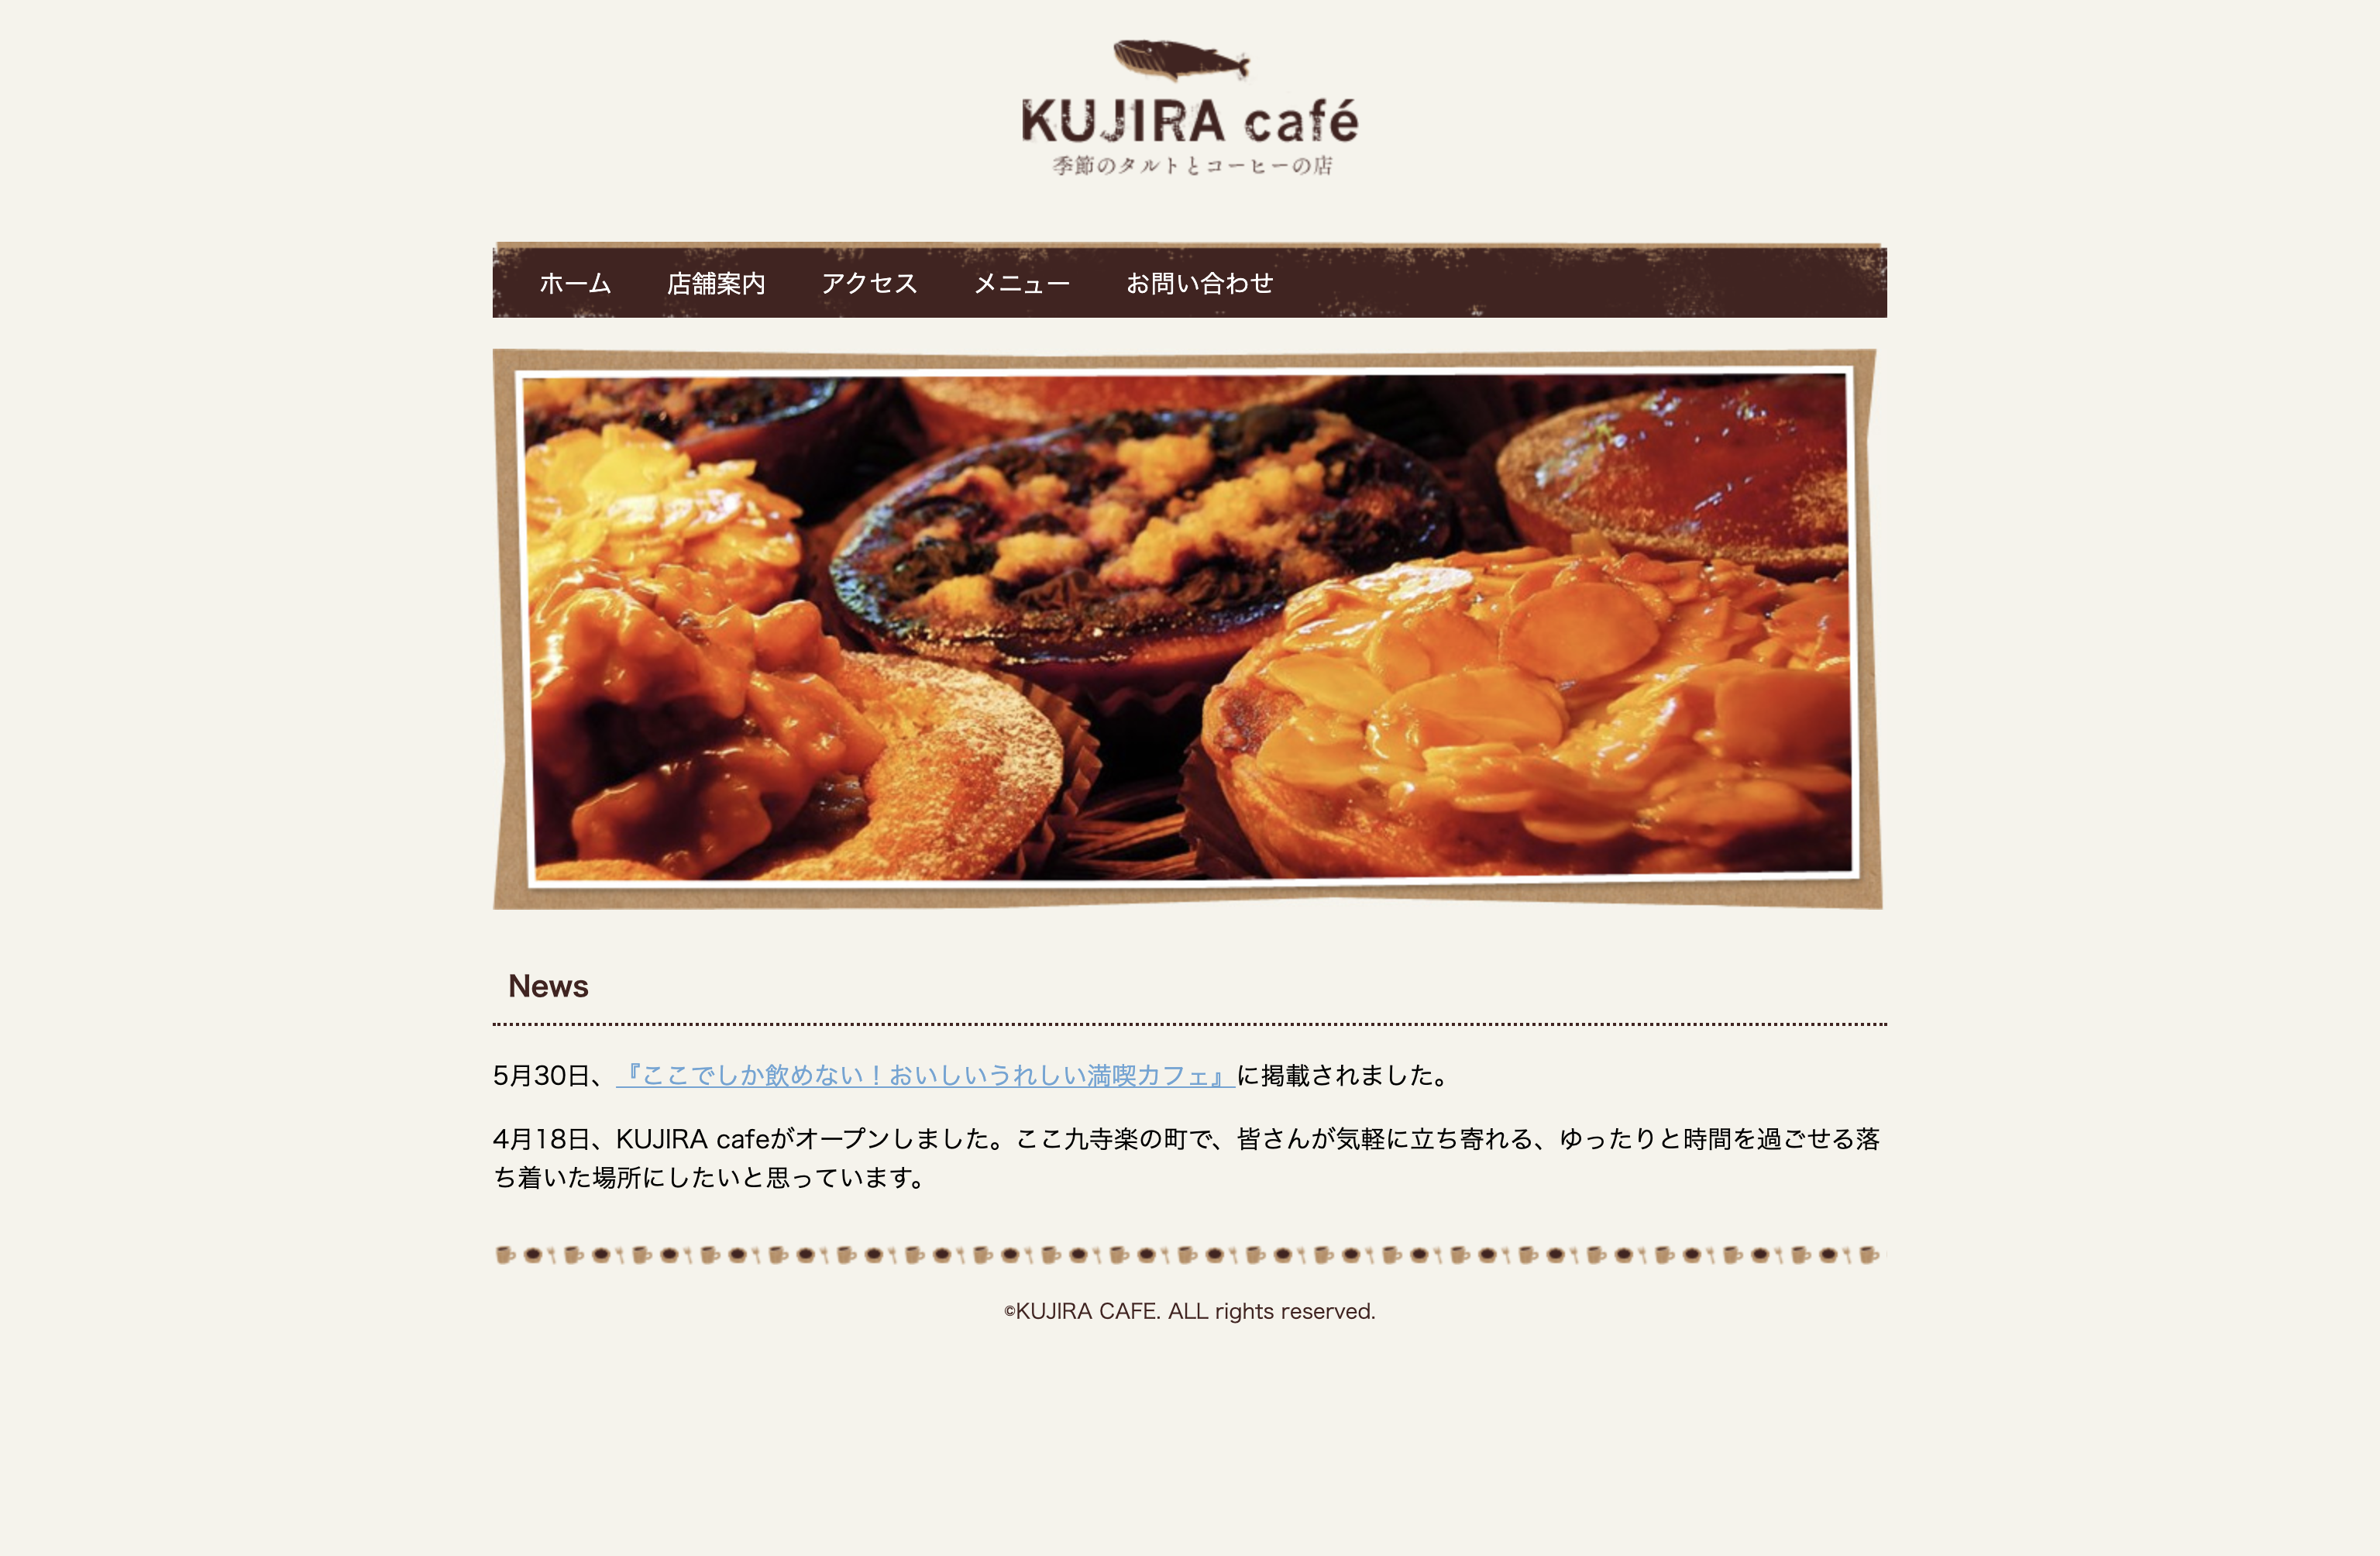 KUJIRA café
季節のタルトとコーヒーの店
ホーム 店舗案内 アクセス メニュー お問い合わせ
News
5月30日、『ここでしか飲めない！おいしいうれしい満喫カフェ』に掲載されました。
4月18日、KUJIRA cafeがオープンしました。ここ九寺楽の町で、皆さんが気軽に立ち寄れる、ゆったりと時間を過ごせる落
ち着いた場所にしたいと思っています。
©KUJIRA CAFE. ALL rights reserved.